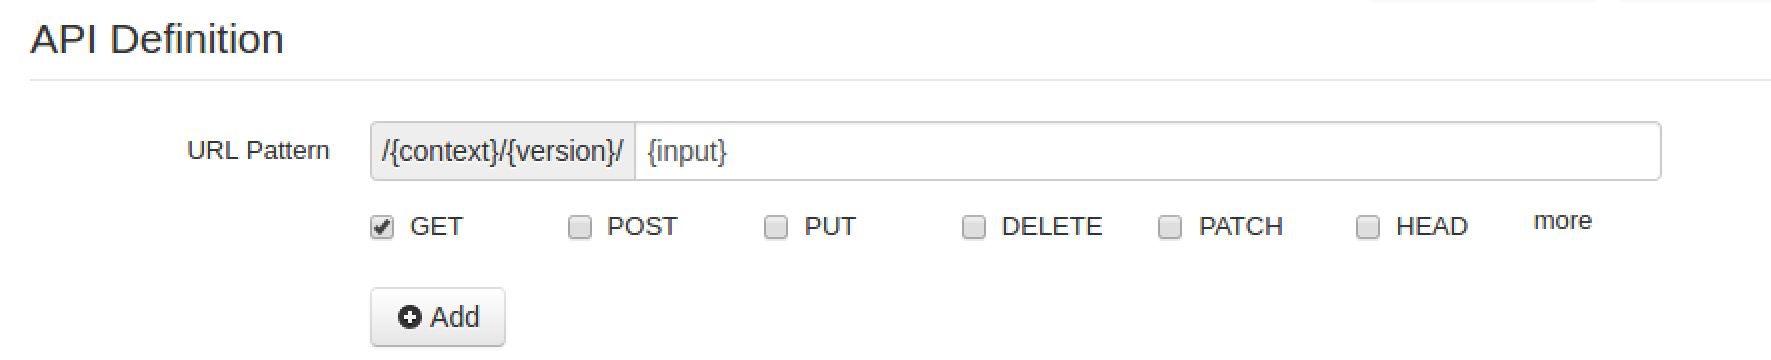 API Definition
URL Pattern /{context}/{version}/ {input}
GET POST PUT DELETE PATCH HEAD more
Add